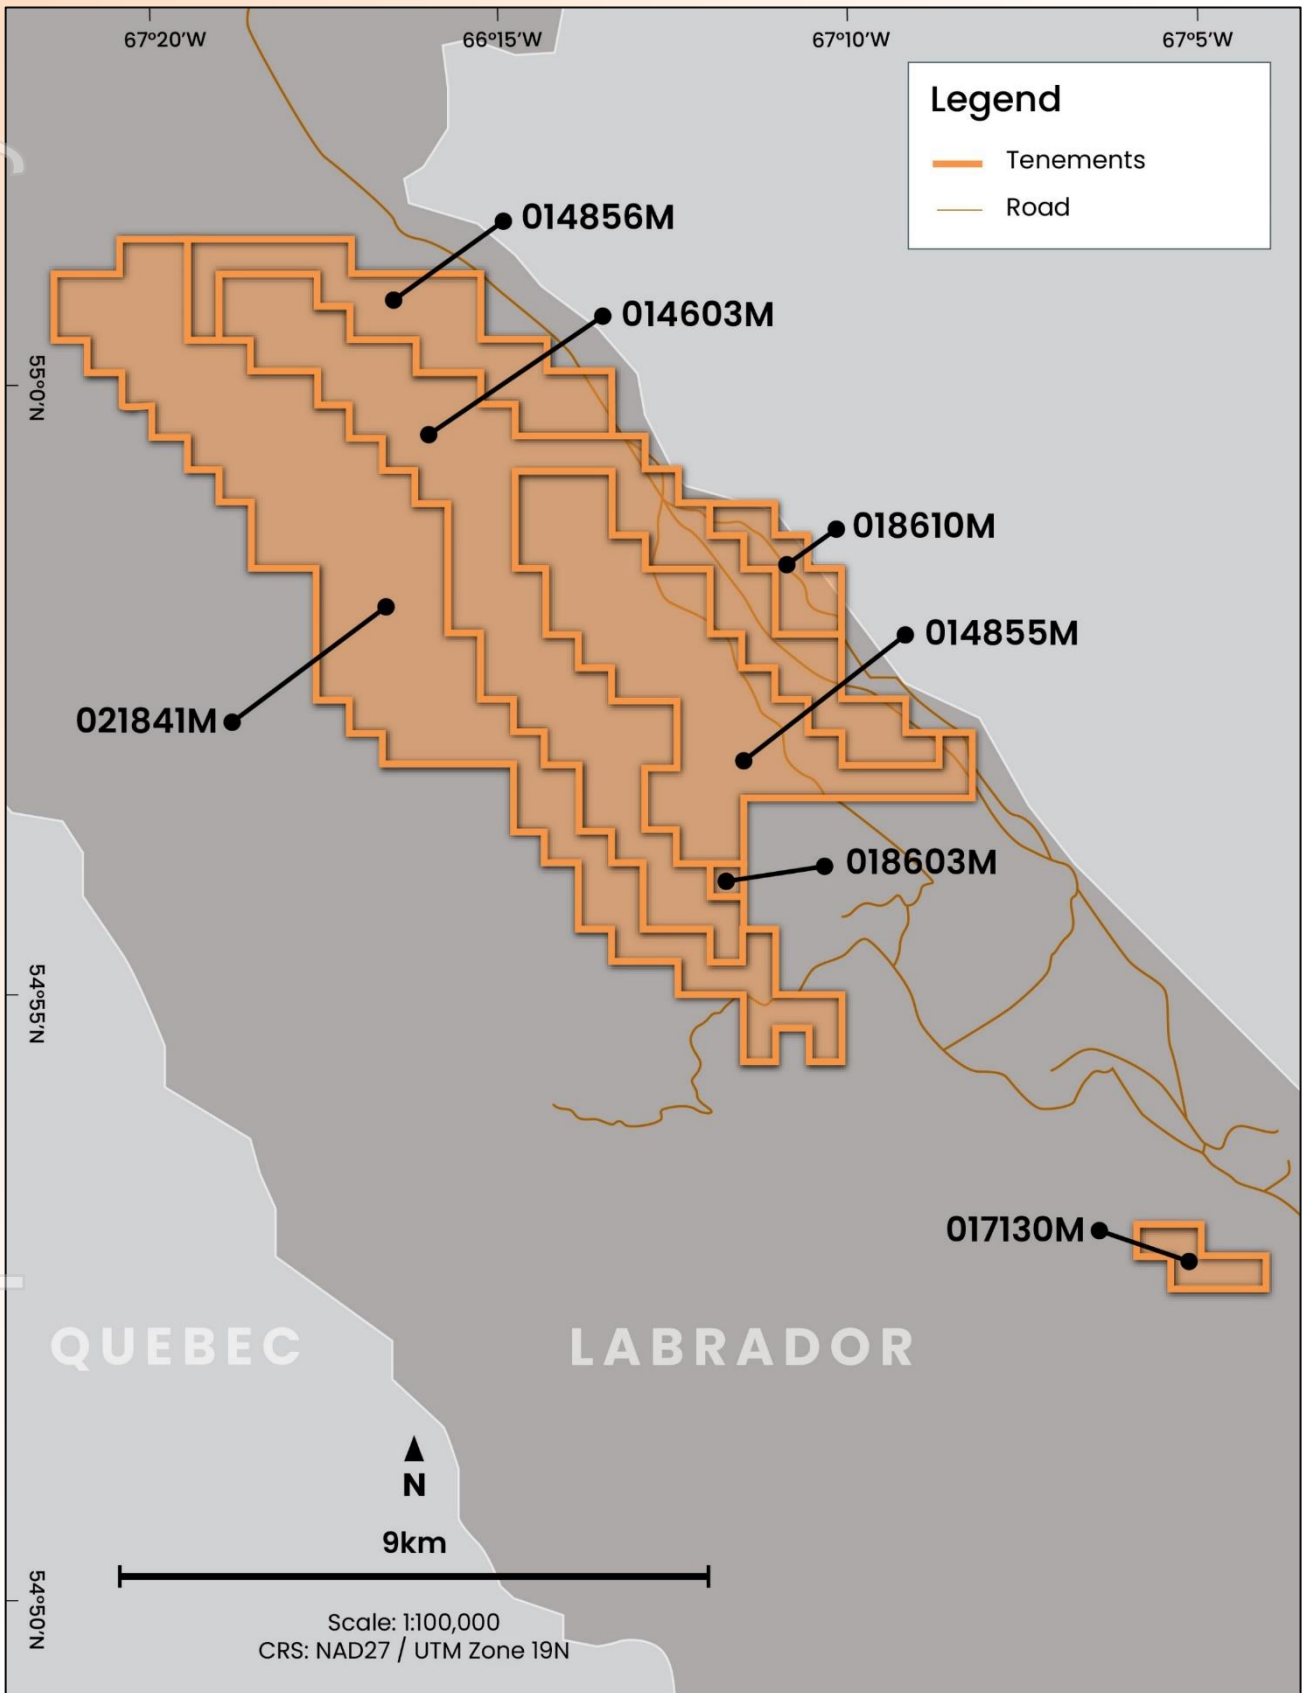 67°20'W 66°15'W 67°10'W 67°5'W
Legend
Tenements
Road
014856M
014603M
55°0'N
018610M
014855M
021841M
018603M
54°55'N
017130M
QUEBEC LABRADOR
N
9km
54°50'N
Scale: 1:100,000
CRS: NAD27 / UTM Zone 19N